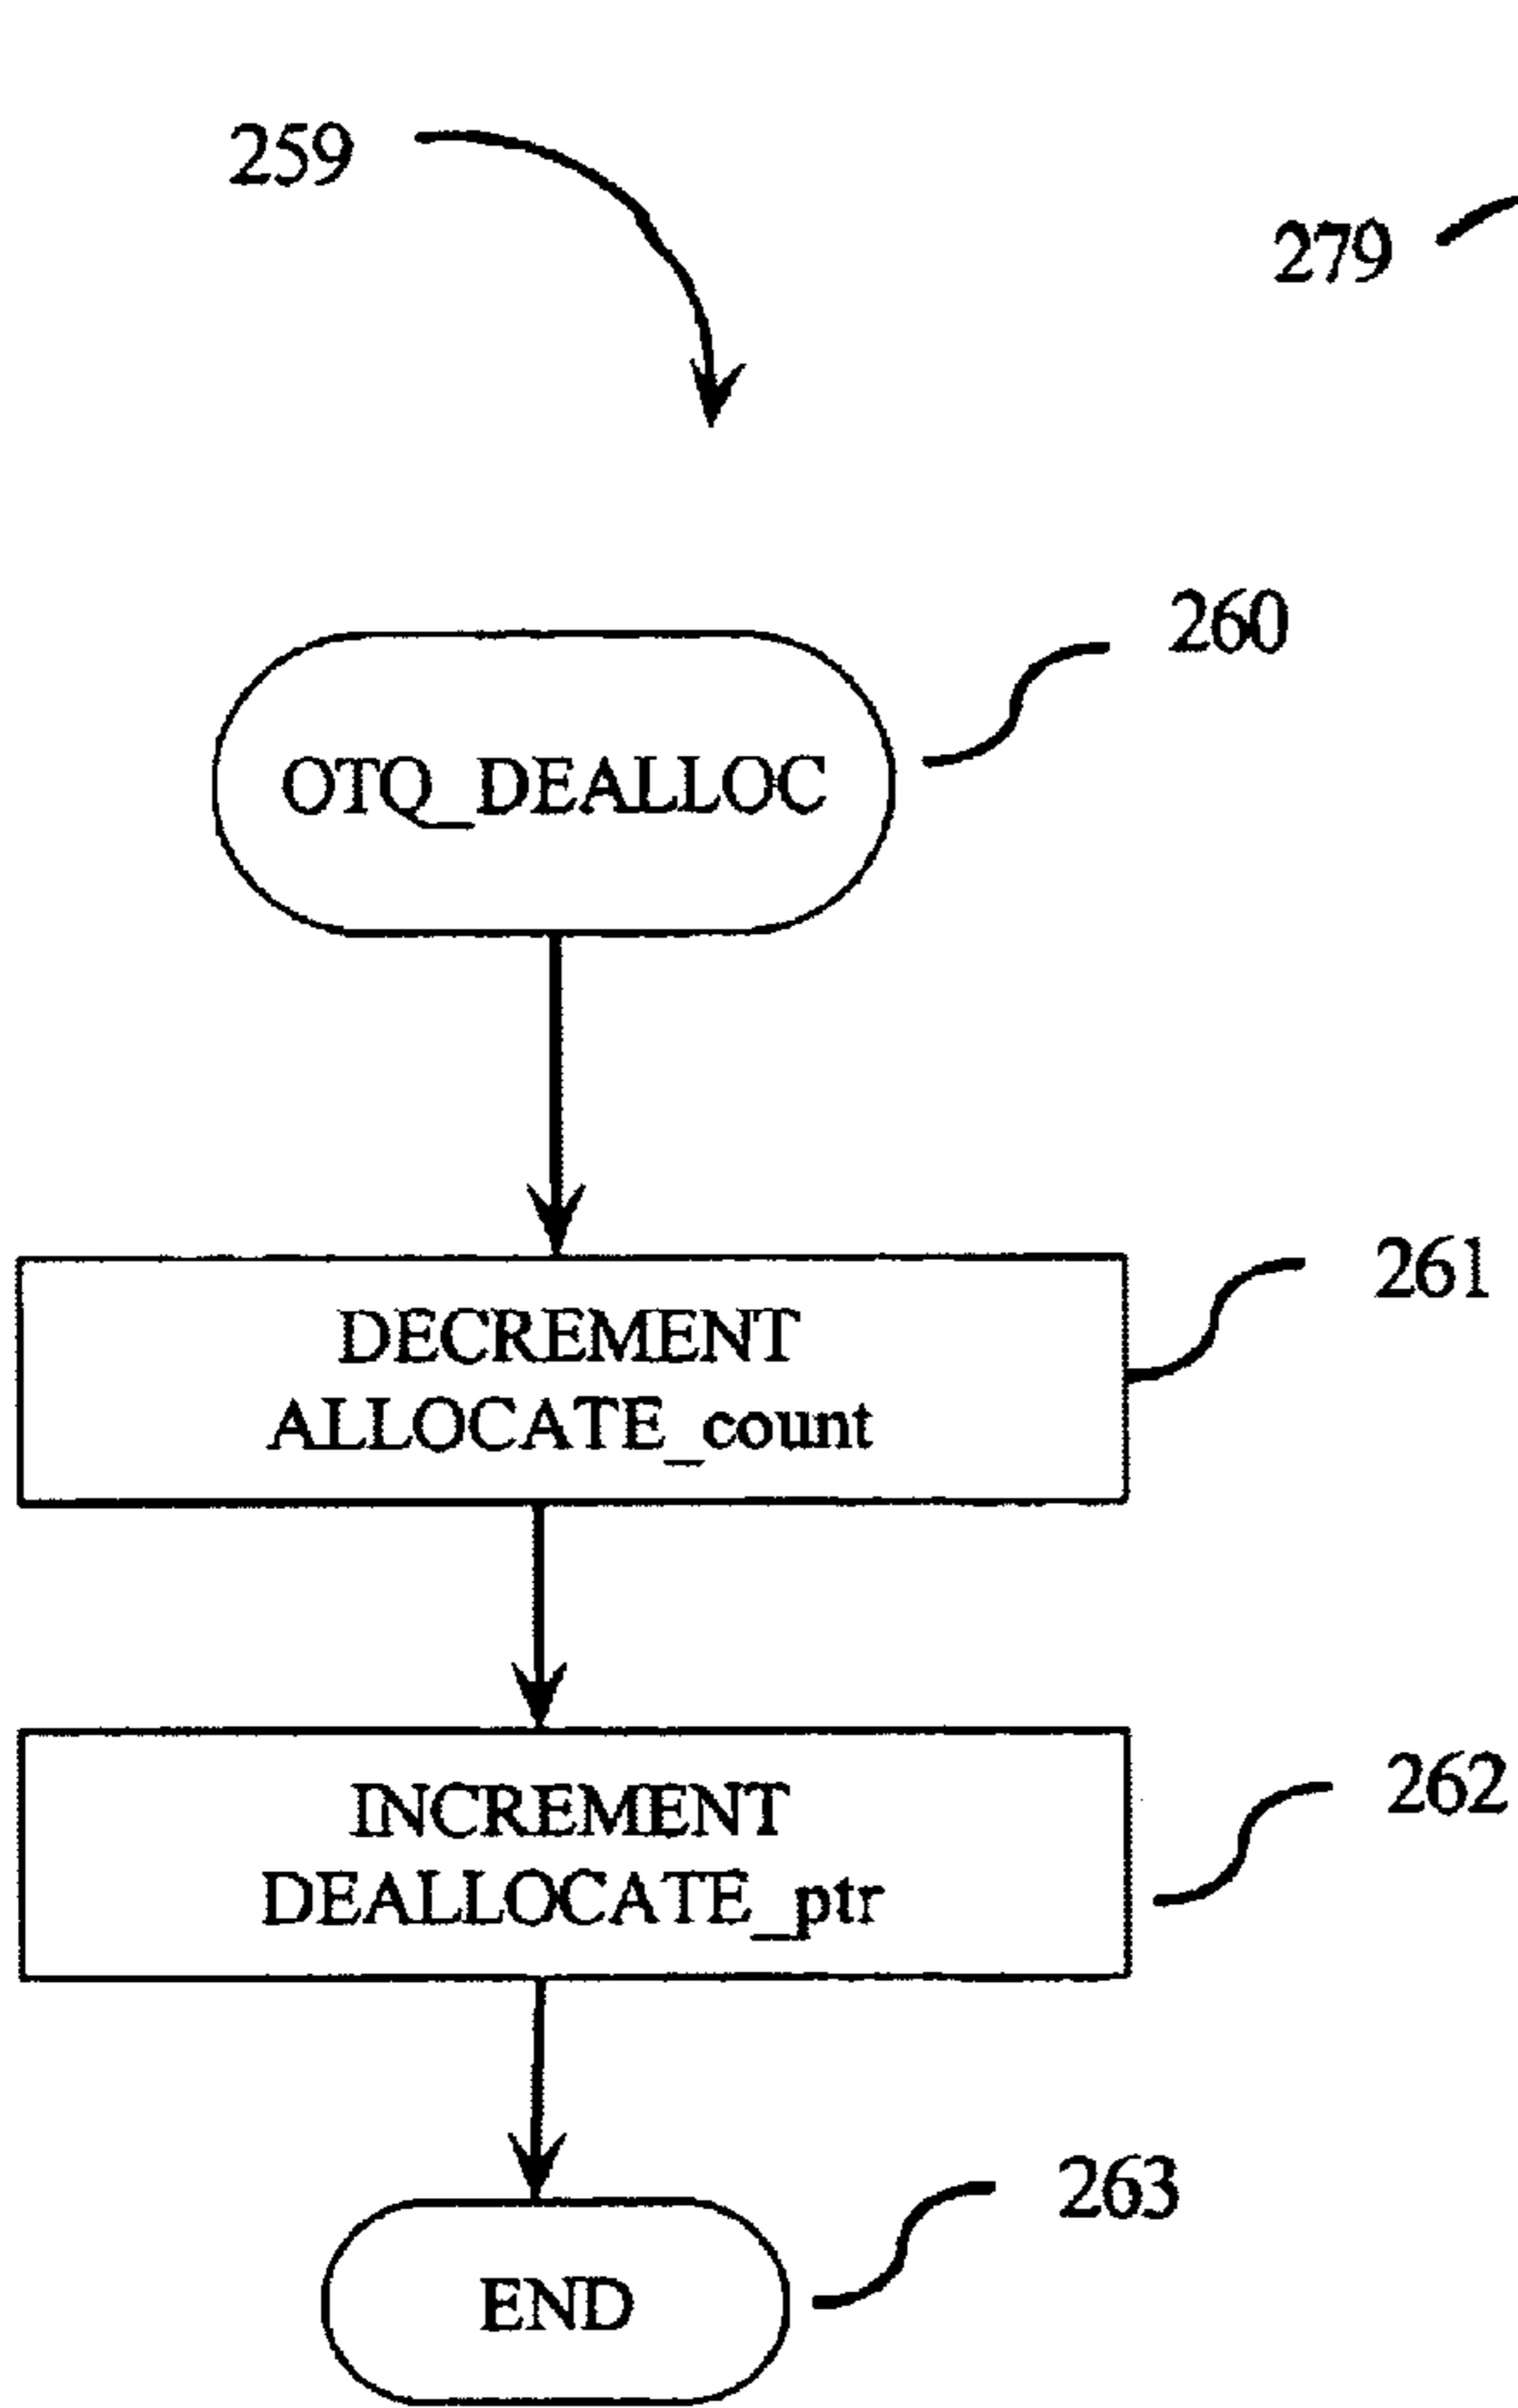 259
279
260
OTQ_DEALLOC
261
DECREMENT
ALLOCATE_count
262
INCREMENT
DEALLOCATE_ptr
263
END